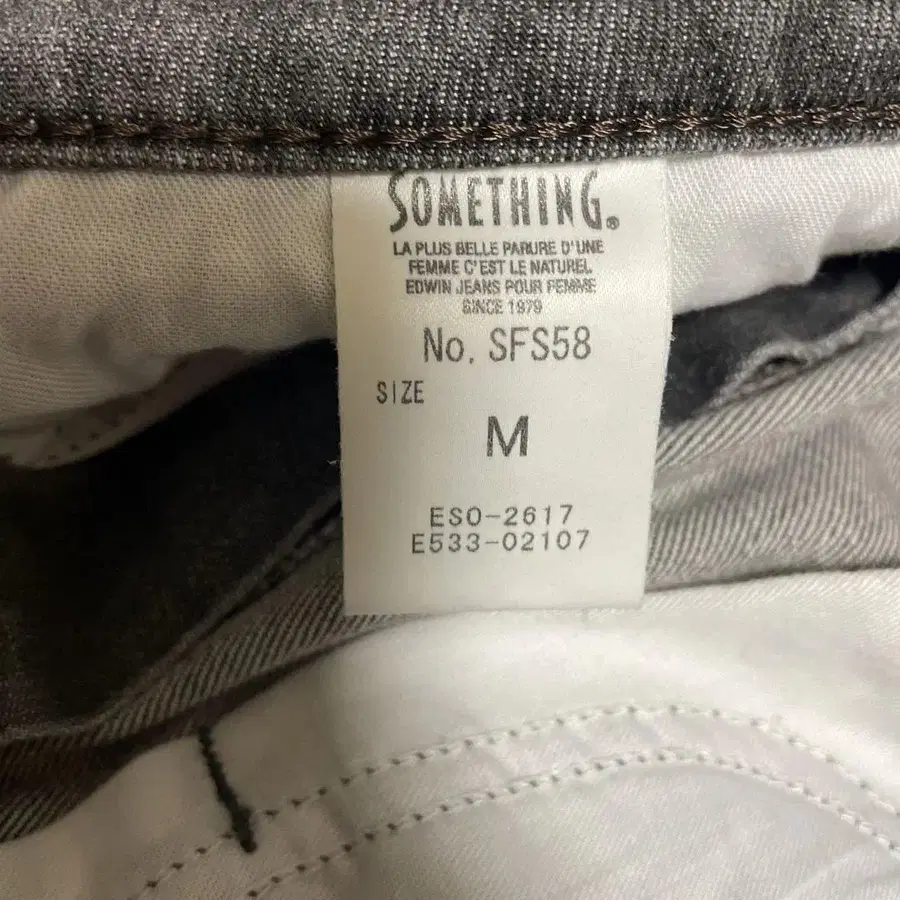 SOMETHING®
LA PLUS BELLE PARURE D'UNE
FEMME C'EST LE NATUREL
EDWIN JEANS POUR FEMME
SINCE 1979
No. SFS58
SIZE
M
ESO-2617
E533-02107